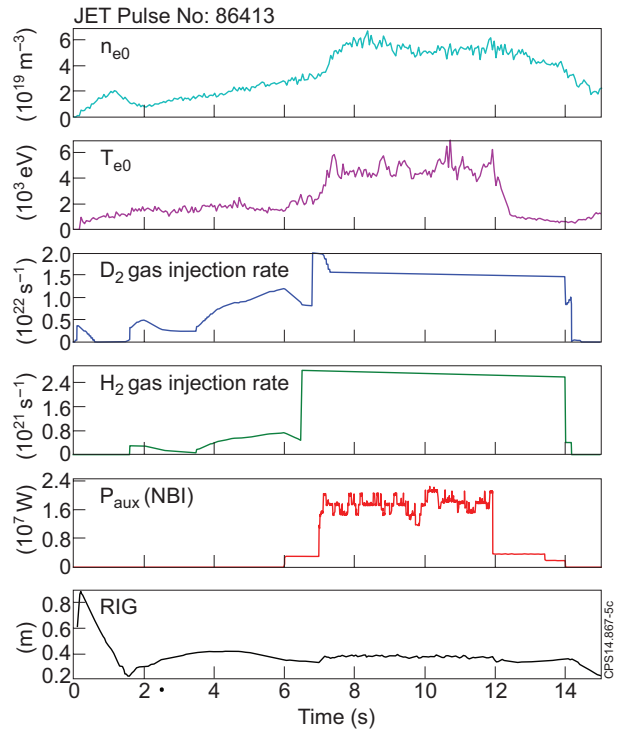 JET Pulse No: 86413
n_e0
(10^19 m^−3)
6
4
2
0
T_e0
(10^3 eV)
6
4
2
0
D_2 gas injection rate
(10^22 s^−1)
2.0
1.5
1.0
0.5
0
H_2 gas injection rate
(10^21 s^−1)
2.4
1.6
0.8
0
P_aux (NBI)
(10^7 W)
2.4
1.6
0.8
0
RIG
(m)
0.8
0.6
0.4
0.2
0 2 4 6 8 10 12 14
Time (s)
CPS14.867-5c